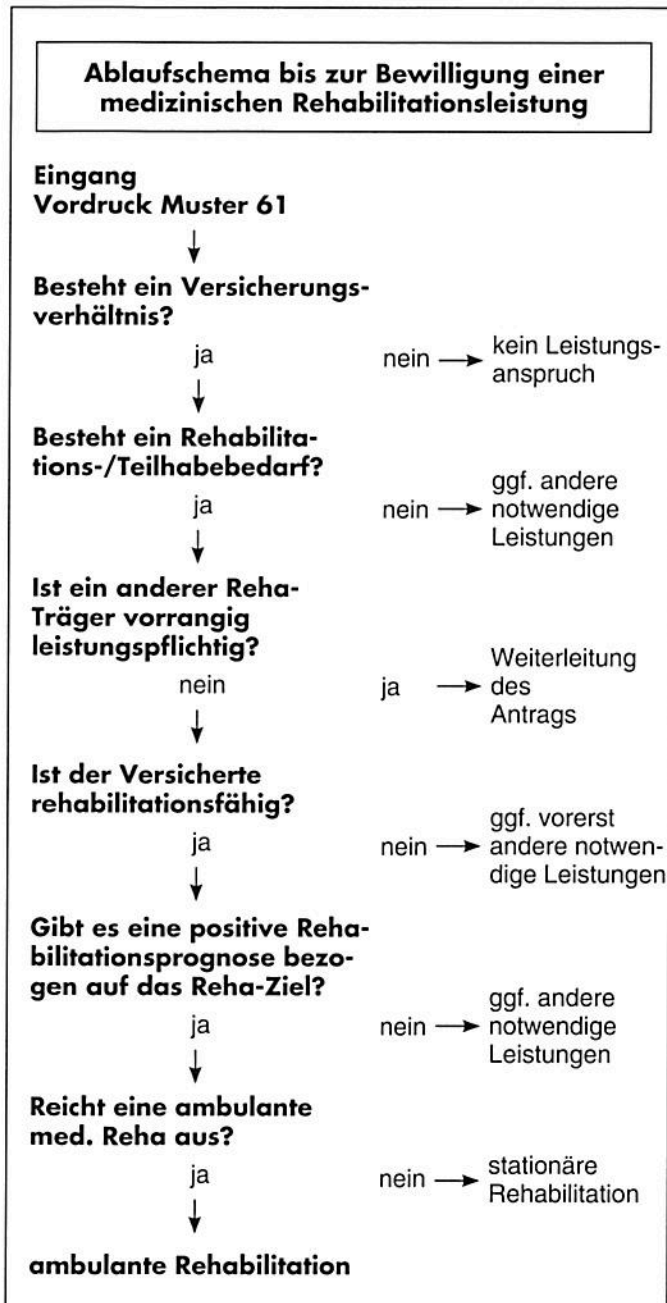 Ablaufschema bis zur Bewilligung einer
medizinischen Rehabilitationsleistung
Eingang
Vordruck Muster 61
Besteht ein Versicherungs-
verhältnis?
ja
nein
kein Leistungs-
anspruch
Besteht ein Rehabilita-
tions-/Teilhabebedarf?
ja
nein
ggf. andere
notwendige
Leistungen
Ist ein anderer Reha-
Träger vorrangig
leistungspflichtig?
nein
ja
Weiterleitung
des
Antrags
Ist der Versicherte
rehabilitationsfähig?
ja
nein
ggf. vorerst
andere notwen-
dige Leistungen
Gibt es eine positive Reha-
bilitationsprognose bezo-
gen auf das Reha-Ziel?
ja
nein
ggf. andere
notwendige
Leistungen
Reicht eine ambulante
med. Reha aus?
ja
nein
stationäre
Rehabilitation
ambulante Rehabilitation